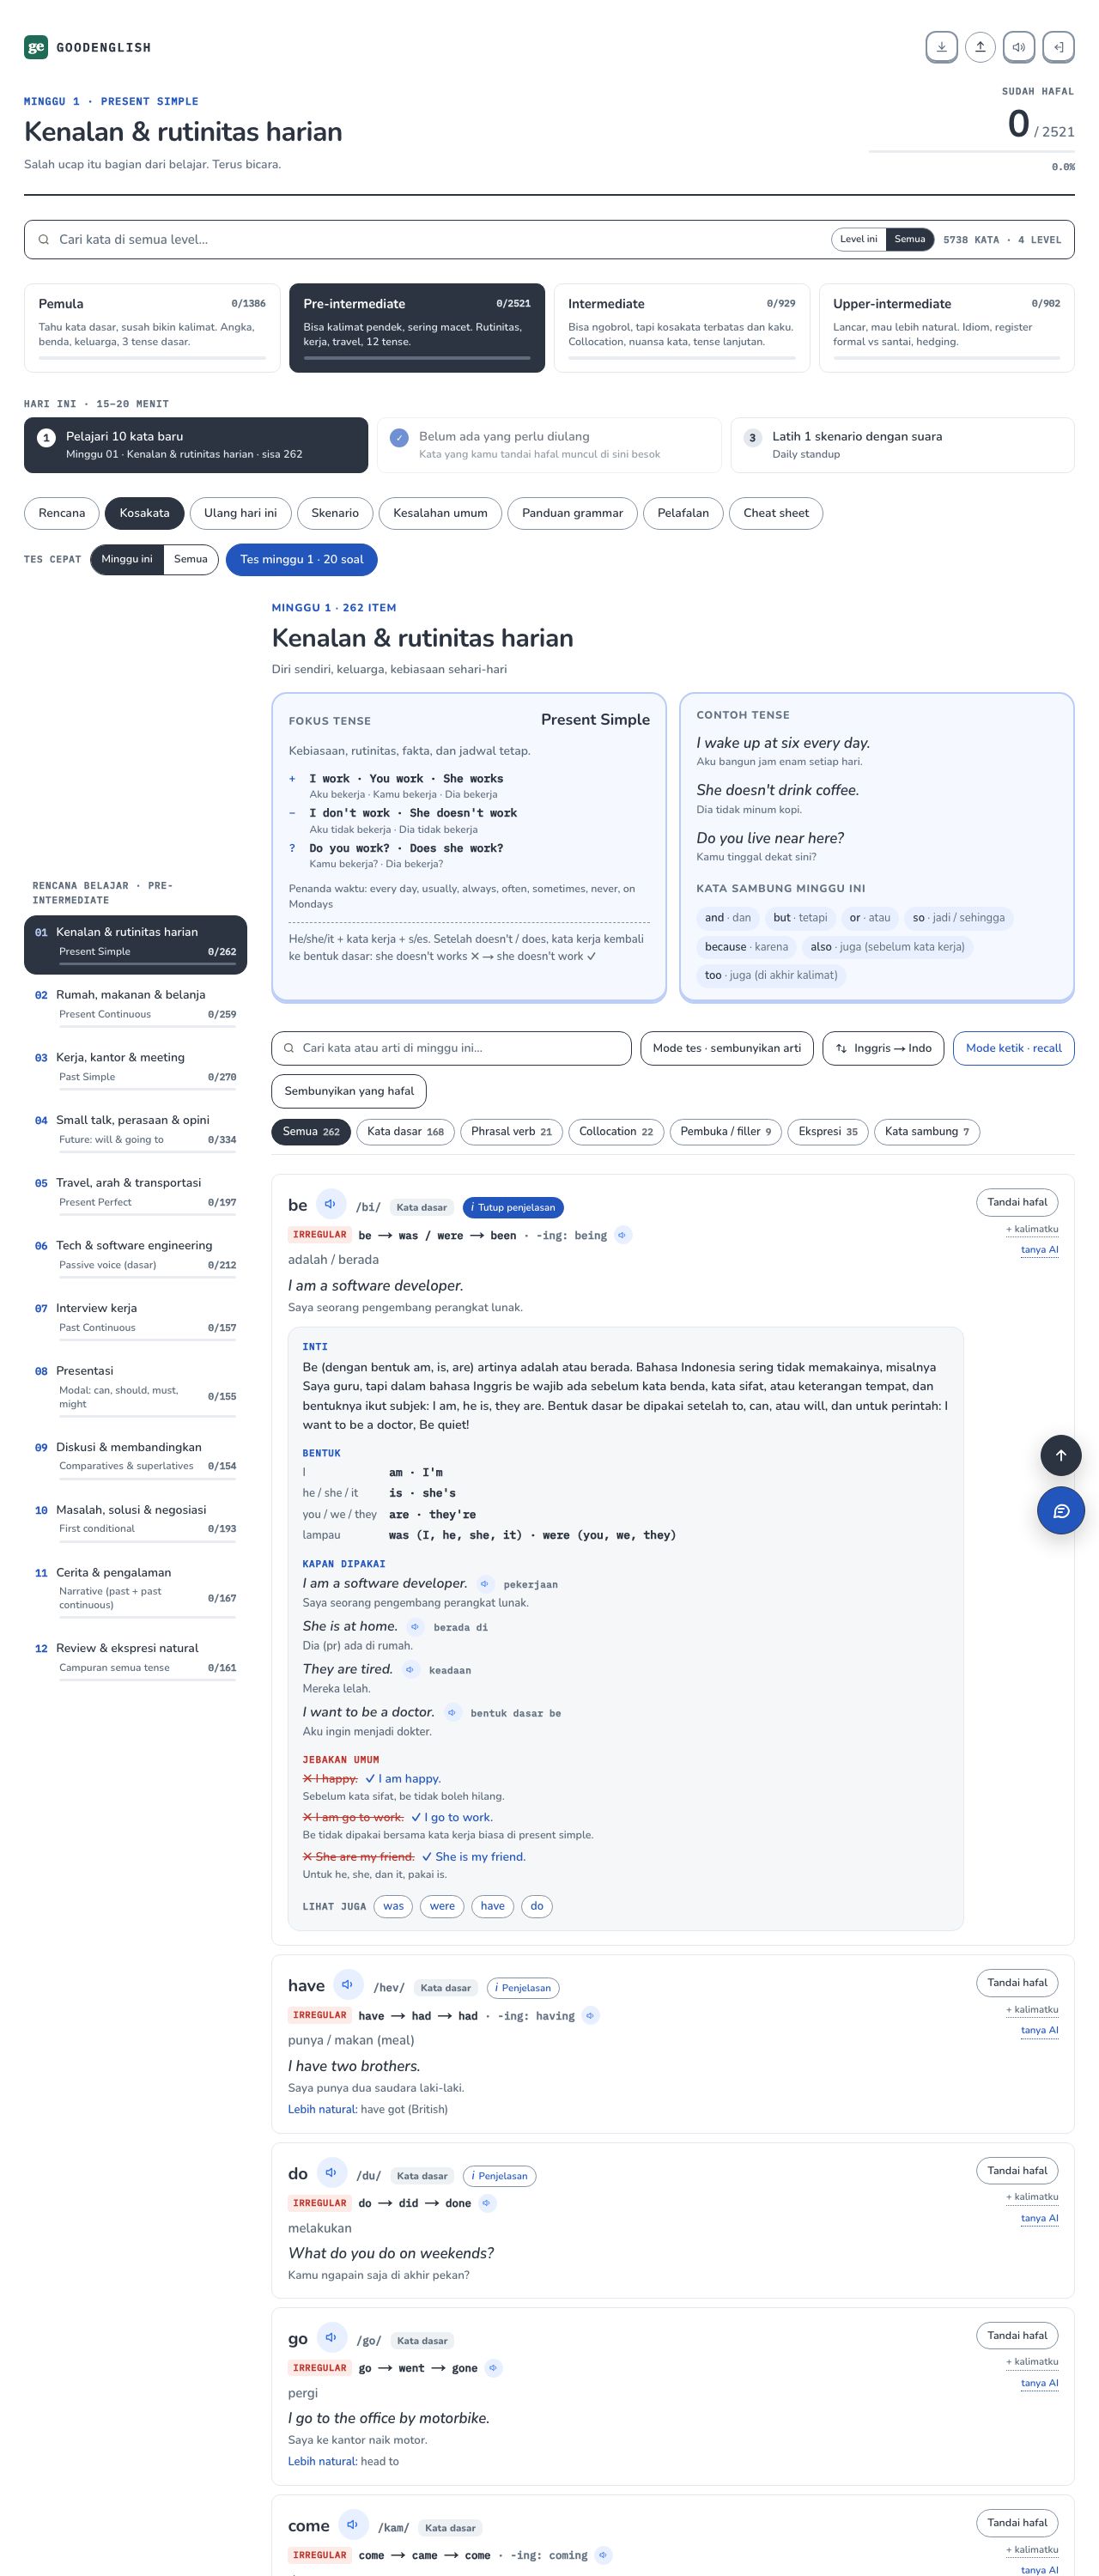 ge GOODENGLISH
MINGGU 1 · PRESENT SIMPLE
Kenalan & rutinitas harian
Salah ucap itu bagian dari belajar. Terus bicara.
SUDAH HAFAL
0 / 2521
0.0%
Cari kata di semua level...
Level ini Semua 5738 KATA · 4 LEVEL
Pemula 0/1386
Tahu kata dasar, susah bikin kalimat. Angka,
benda, keluarga, 3 tense dasar.
Pre-intermediate 0/2521
Bisa kalimat pendek, sering macet. Rutinitas,
kerja, travel, 12 tense.
Intermediate 0/929
Bisa ngobrol, tapi kosakata terbatas dan kaku.
Collocation, nuansa kata, tense lanjutan.
Upper-intermediate 0/902
Lancar, mau lebih natural. Idiom, register
formal vs santai, hedging.
HARI INI · 15–20 MENIT
1 Pelajari 10 kata baru
Minggu 01 · Kenalan & rutinitas harian · sisa 262
✓ Belum ada yang perlu diulang
Kata yang kamu tandai hafal muncul di sini besok
3 Latih 1 skenario dengan suara
Daily standup
Rencana Kosakata Ulang hari ini Skenario Kesalahan umum Panduan grammar Pelafalan Cheat sheet
TES CEPAT Minggu ini Semua Tes minggu 1 · 20 soal
RENCANA BELAJAR · PRE-
INTERMEDIATE
01 Kenalan & rutinitas harian
Present Simple 0/262
02 Rumah, makanan & belanja
Present Continuous 0/259
03 Kerja, kantor & meeting
Past Simple 0/270
04 Small talk, perasaan & opini
Future: will & going to 0/334
05 Travel, arah & transportasi
Present Perfect 0/197
06 Tech & software engineering
Passive voice (dasar) 0/212
07 Interview kerja
Past Continuous 0/157
08 Presentasi
Modal: can, should, must,
might 0/155
09 Diskusi & membandingkan
Comparatives & superlatives 0/154
10 Masalah, solusi & negosiasi
First conditional 0/193
11 Cerita & pengalaman
Narrative (past + past
continuous) 0/167
12 Review & ekspresi natural
Campuran semua tense 0/161
MINGGU 1 · 262 ITEM
Kenalan & rutinitas harian
Diri sendiri, keluarga, kebiasaan sehari-hari
FOKUS TENSE Present Simple
Kebiasaan, rutinitas, fakta, dan jadwal tetap.
+ I work · You work · She works
Aku bekerja · Kamu bekerja · Dia bekerja
− I don't work · She doesn't work
Aku tidak bekerja · Dia tidak bekerja
? Do you work? · Does she work?
Kamu bekerja? · Dia bekerja?
Penanda waktu: every day, usually, always, often, sometimes, never, on
Mondays
He/she/it + kata kerja + s/es. Setelah doesn't / does, kata kerja kembali
ke bentuk dasar: she doesn't works ✕ → she doesn't work ✓
CONTOH TENSE
I wake up at six every day.
Aku bangun jam enam setiap hari.
She doesn't drink coffee.
Dia tidak minum kopi.
Do you live near here?
Kamu tinggal dekat sini?
KATA SAMBUNG MINGGU INI
and · dan but · tetapi or · atau so · jadi / sehingga
because · karena also · juga (sebelum kata kerja)
too · juga (di akhir kalimat)
Cari kata atau arti di minggu ini... Mode tes · sembunyikan arti Inggris → Indo Mode ketik · recall
Sembunyikan yang hafal
Semua 262 Kata dasar 168 Phrasal verb 21 Collocation 22 Pembuka / filler 9 Ekspresi 35 Kata sambung 7
be /bi/ Kata dasar i Tutup penjelasan Tandai hafal
IRREGULAR be → was / were → been · -ing: being + kalimatku
adalah / berada tanya AI
I am a software developer.
Saya seorang pengembang perangkat lunak.
INTI
Be (dengan bentuk am, is, are) artinya adalah atau berada. Bahasa Indonesia sering tidak memakainya, misalnya
Saya guru, tapi dalam bahasa Inggris be wajib ada sebelum kata benda, kata sifat, atau keterangan tempat, dan
bentuknya ikut subjek: I am, he is, they are. Bentuk dasar be dipakai setelah to, can, atau will, dan untuk perintah: I
want to be a doctor, Be quiet!
BENTUK
I am · I'm
he / she / it is · she's
you / we / they are · they're
lampau was (I, he, she, it) · were (you, we, they)
KAPAN DIPAKAI
I am a software developer. pekerjaan
Saya seorang pengembang perangkat lunak.
She is at home. berada di
Dia (pr) ada di rumah.
They are tired. keadaan
Mereka lelah.
I want to be a doctor. bentuk dasar be
Aku ingin menjadi dokter.
JEBAKAN UMUM
✕ I happy. ✓ I am happy.
Sebelum kata sifat, be tidak boleh hilang.
✕ I am go to work. ✓ I go to work.
Be tidak dipakai bersama kata kerja biasa di present simple.
✕ She are my friend. ✓ She is my friend.
Untuk he, she, dan it, pakai is.
LIHAT JUGA was were have do
have /hev/ Kata dasar i Penjelasan Tandai hafal
IRREGULAR have → had → had · -ing: having + kalimatku
punya / makan (meal) tanya AI
I have two brothers.
Saya punya dua saudara laki-laki.
Lebih natural: have got (British)
do /du/ Kata dasar i Penjelasan Tandai hafal
IRREGULAR do → did → done + kalimatku
melakukan tanya AI
What do you do on weekends?
Kamu ngapain saja di akhir pekan?
go /go/ Kata dasar Tandai hafal
IRREGULAR go → went → gone + kalimatku
pergi tanya AI
I go to the office by motorbike.
Saya ke kantor naik motor.
Lebih natural: head to
come /kam/ Kata dasar Tandai hafal
IRREGULAR come → came → come · -ing: coming + kalimatku
tanya AI